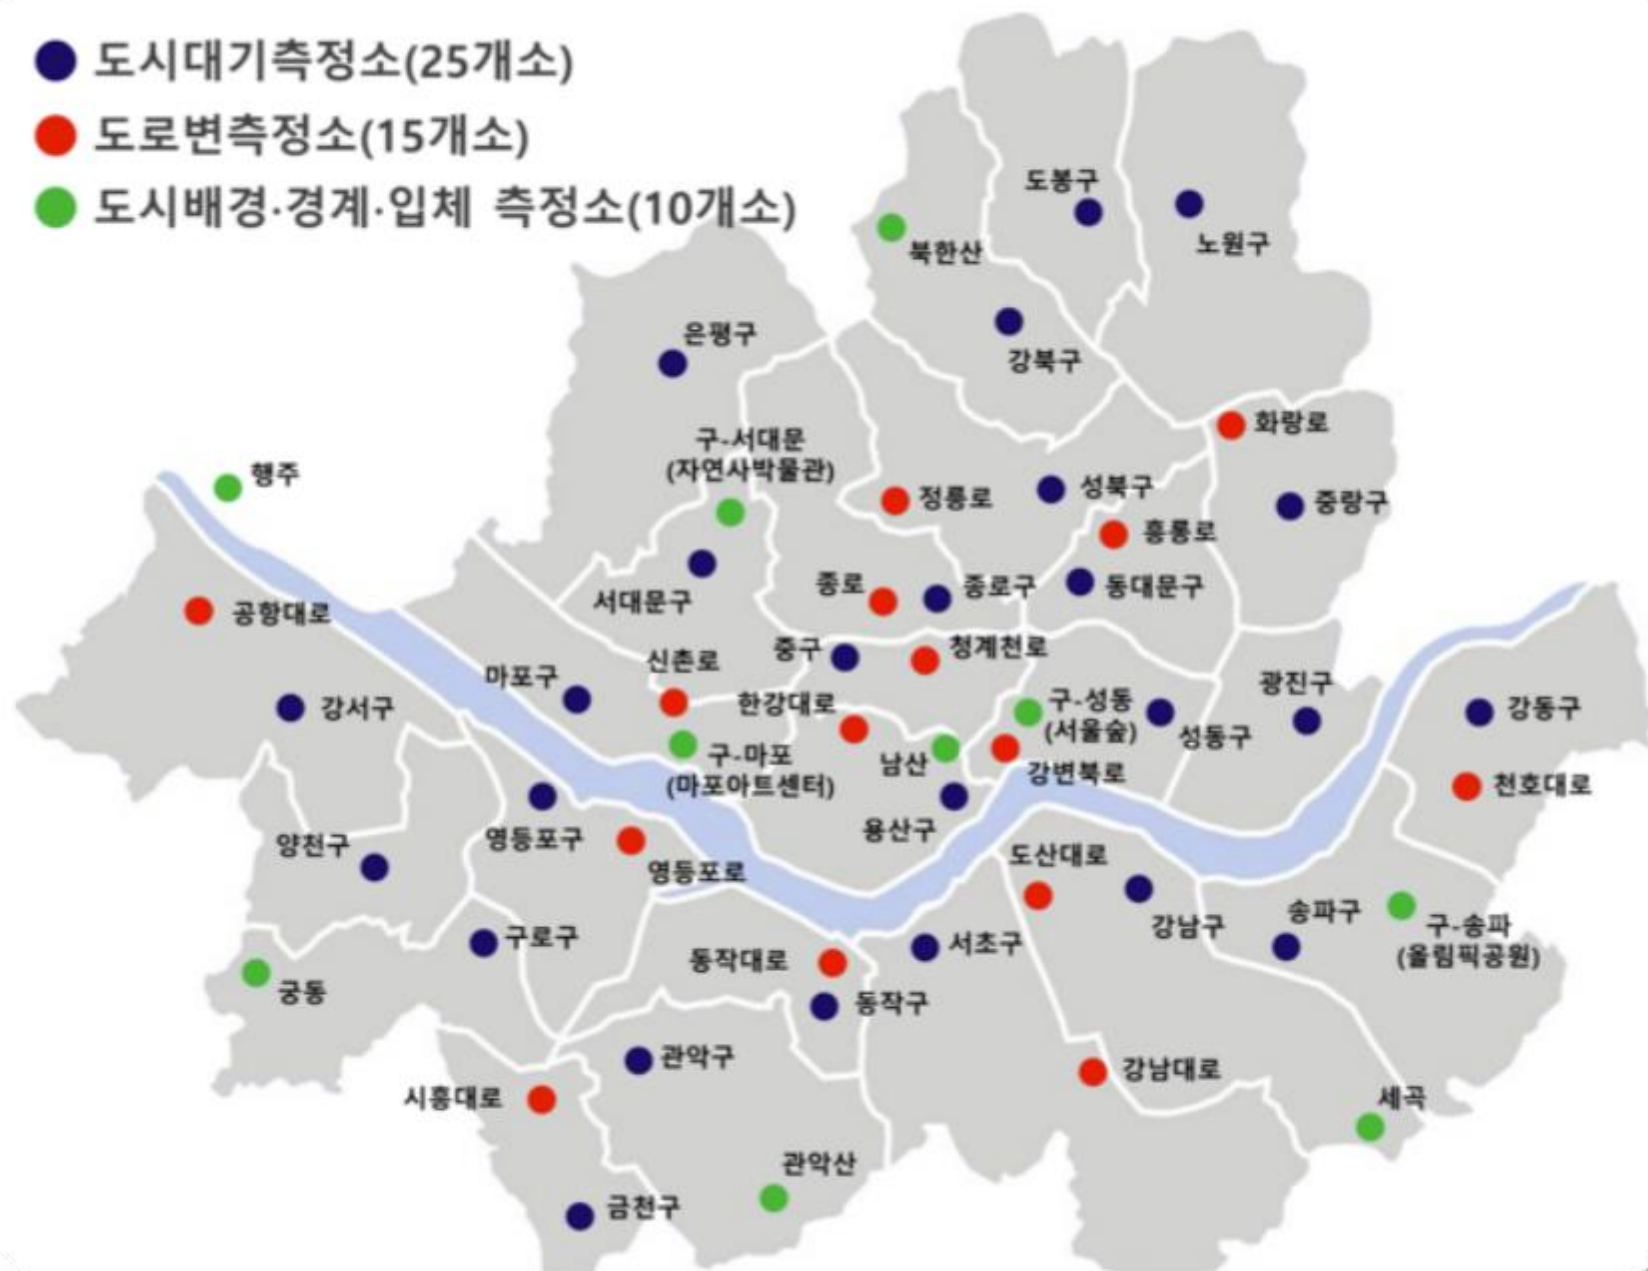 도시대기측정소(25개소)
도로변측정소(15개소)
도시배경·경계·입체 측정소(10개소)
도봉구
노원구
북한산
은평구
강북구
화랑로
구-서대문
(자연사박물관)
행주
정릉로
성북구
중랑구
홍릉로
종로
종로구
동대문구
서대문구
공항대로
중구
청계천로
신촌로
마포구
한강대로
강서구
구-성동
(서울숲)
성동구
광진구
강동구
구-마포
(마포아트센터)
남산
강변북로
천호대로
용산구
양천구
영등포구
영등포로
도산대로
강남구
송파구
구-송파
(올림픽공원)
구로구
동작대로
서초구
궁동
동작구
관악구
강남대로
시흥대로
세곡
관악산
금천구